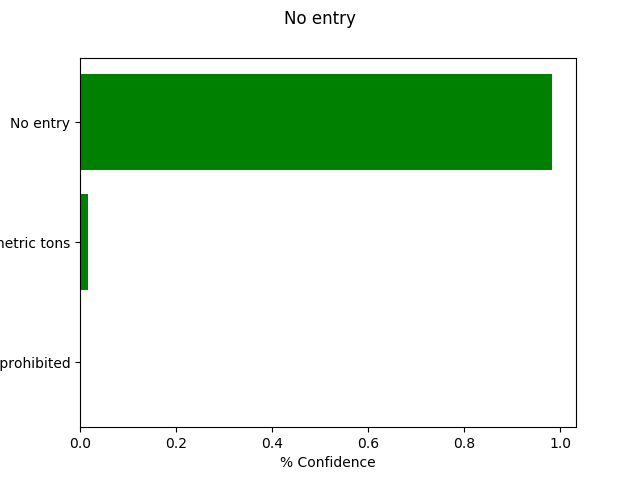 No entry
No entry
metric tons
prohibited
0.0 0.2 0.4 0.6 0.8 1.0
% Confidence